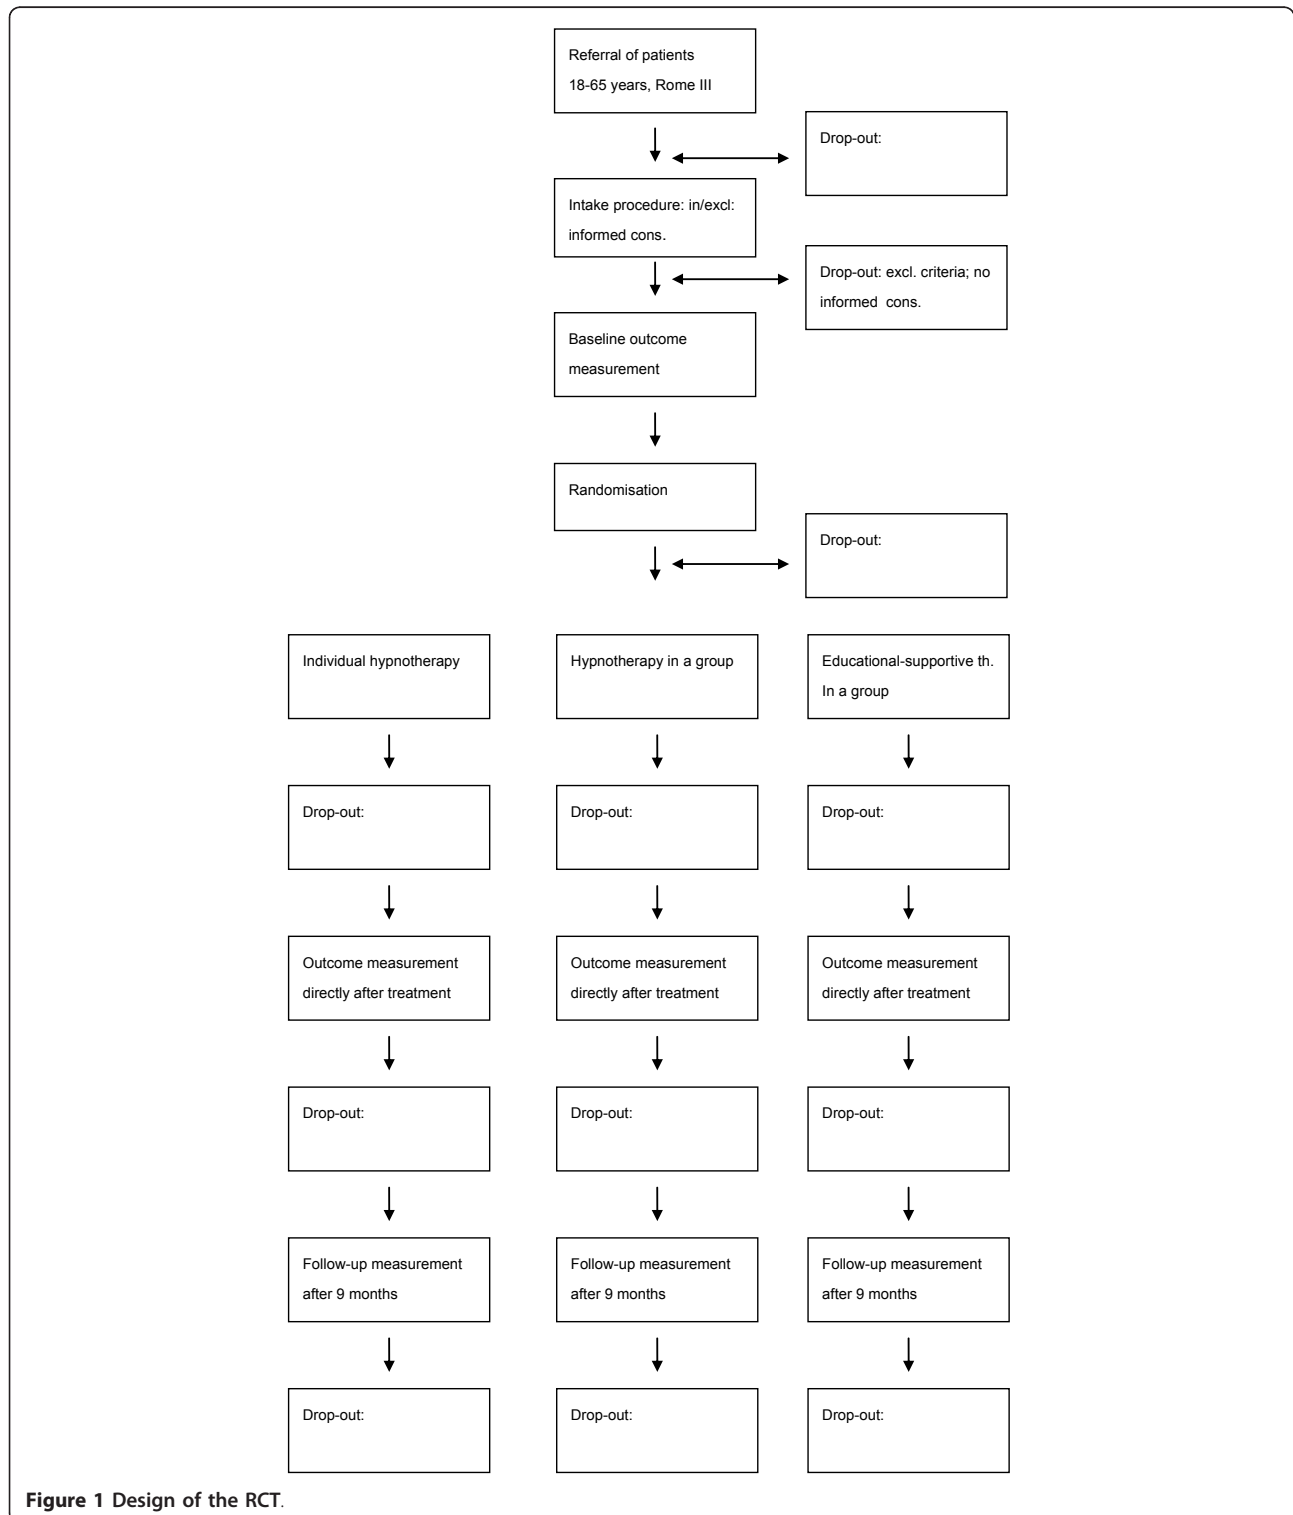 Referral of patients
18-65 years, Rome III
Drop-out:
Intake procedure: in/excl:
informed cons.
Drop-out: excl. criteria; no
informed cons.
Baseline outcome
measurement
Randomisation
Drop-out:
Individual hypnotherapy
Hypnotherapy in a group
Educational-supportive th.
In a group
Drop-out:
Drop-out:
Drop-out:
Outcome measurement
directly after treatment
Outcome measurement
directly after treatment
Outcome measurement
directly after treatment
Drop-out:
Drop-out:
Drop-out:
Follow-up measurement
after 9 months
Follow-up measurement
after 9 months
Follow-up measurement
after 9 months
Drop-out:
Drop-out:
Drop-out:
Figure 1 Design of the RCT.